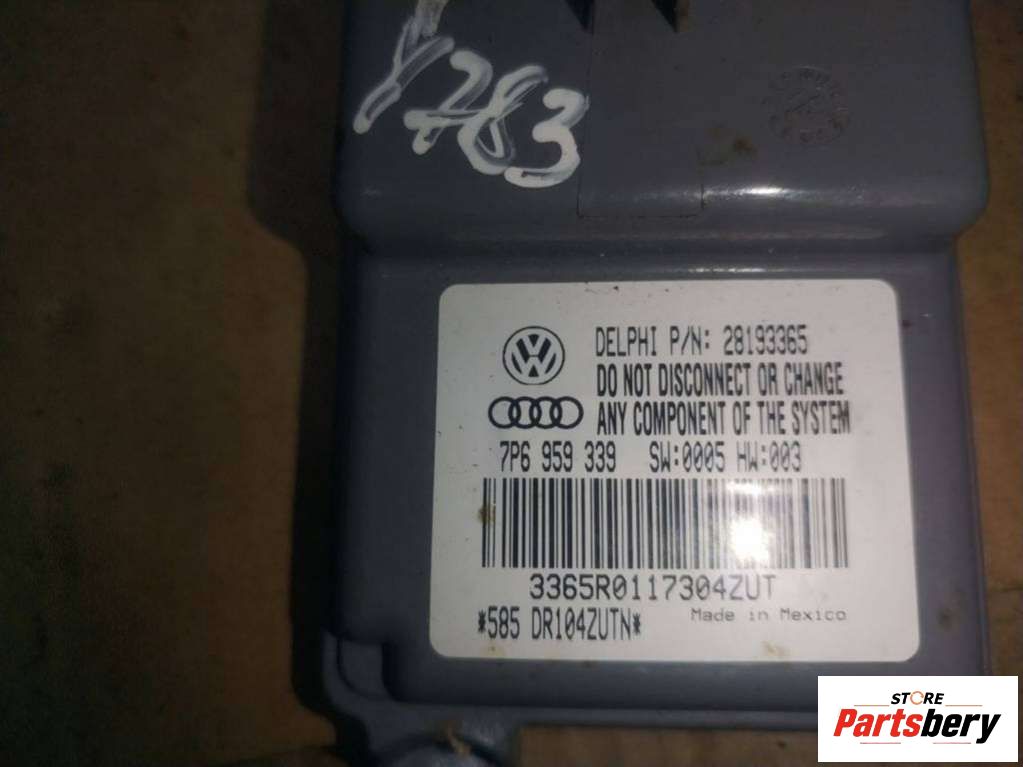 Y283
DELPHI P/N: 28193365
DO NOT DISCONNECT OR CHANGE
ANY COMPONENT OF THE SYSTEM
7P6 959 339 SW:0005 HW:003
3365R0117304ZUT
*585 DR104ZUTN* Made in Mexico
STORE
Partsbery